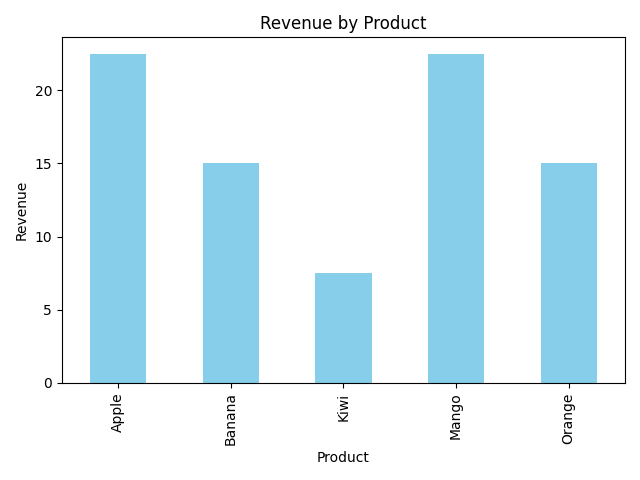 Revenue by Product
Revenue
20
15
10
5
0
Apple
Banana
Kiwi
Mango
Orange
Product